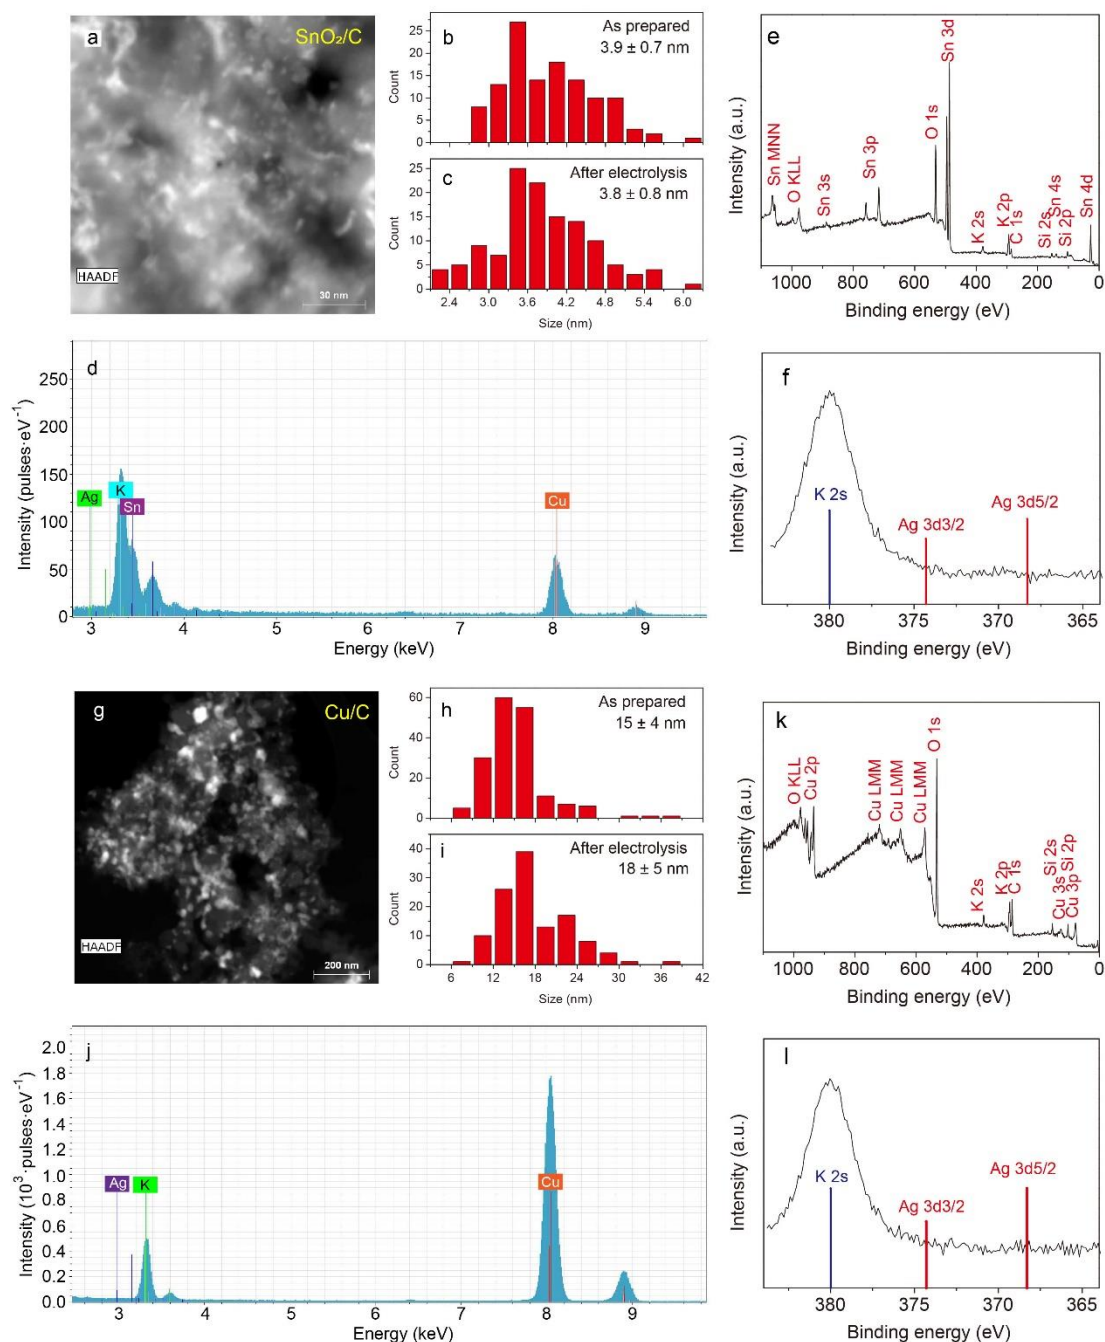 a
SnO₂/C
HAADF
30 nm
b
As prepared
3.9 ± 0.7 nm
Count
25
20
15
10
5
0
c
After electrolysis
3.8 ± 0.8 nm
Count
25
20
15
10
5
0
2.4 3.0 3.6 4.2 4.8 5.4 6.0
Size (nm)
e
Sn MNN
O KLL
Sn 3s
Sn 3p
O 1s
Sn 3d
K 2s
K 2p
C 1s
Si 2s
Sn 4s
Si 2p
Sn 4d
Intensity (a.u.)
1000 800 600 400 200 0
Binding energy (eV)
d
Intensity (pulses·eV⁻¹)
250
200
150
100
50
0
Ag
K
Sn
Cu
3 4 5 6 7 8 9
Energy (keV)
f
Intensity (a.u.)
K 2s
Ag 3d3/2
Ag 3d5/2
380 375 370 365
Binding energy (eV)
g
Cu/C
HAADF
200 nm
h
As prepared
15 ± 4 nm
Count
60
40
20
0
i
After electrolysis
18 ± 5 nm
Count
40
30
20
10
0
6 12 18 24 30 36 42
Size (nm)
k
O KLL
Cu 2p
Cu LMM
Cu LMM
Cu LMM
O 1s
K 2s
K 2p
C 1s
Si 2s
Cu 3s
Si 2p
Cu 3p
Intensity (a.u.)
1000 800 600 400 200 0
Binding energy (eV)
j
Intensity (10³·pulses·eV⁻¹)
2.0
1.8
1.6
1.4
1.2
1.0
0.8
0.6
0.4
0.2
0.0
Ag
K
Cu
3 4 5 6 7 8 9
Energy (keV)
l
Intensity (a.u.)
K 2s
Ag 3d3/2
Ag 3d5/2
380 375 370 365
Binding energy (eV)